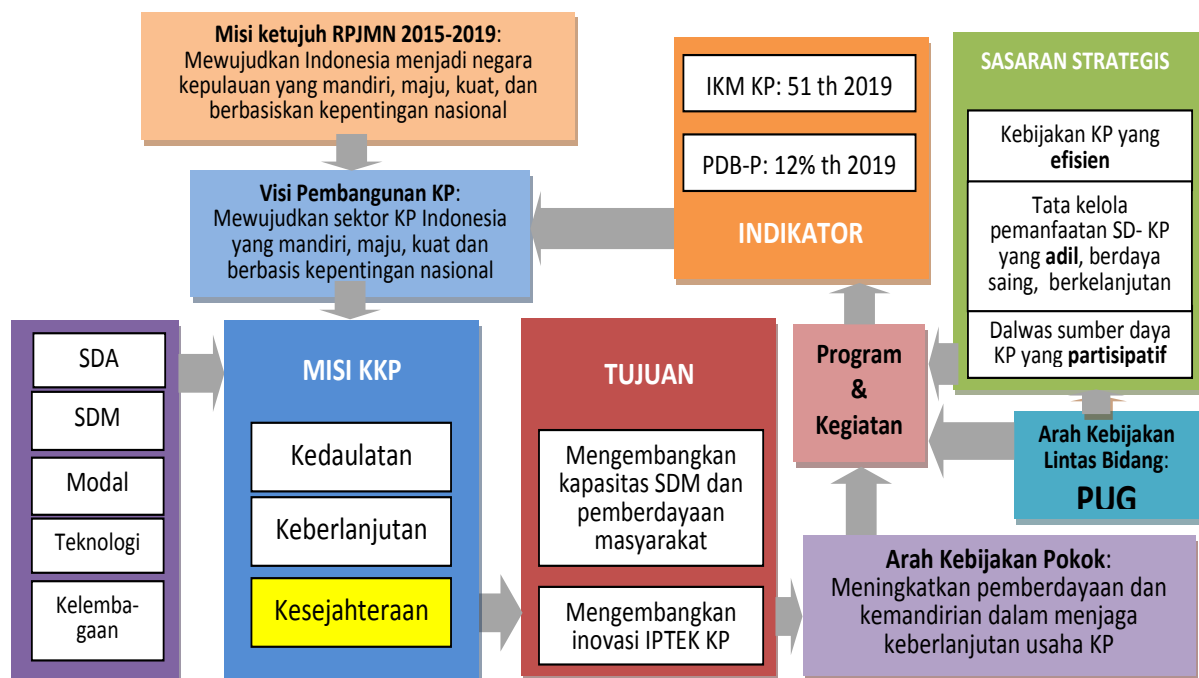 Misi ketujuh RPJMN 2015-2019:
Mewujudkan Indonesia menjadi negara
kepulauan yang mandiri, maju, kuat, dan
berbasiskan kepentingan nasional
Visi Pembangunan KP:
Mewujudkan sektor KP Indonesia
yang mandiri, maju, kuat dan
berbasis kepentingan nasional
IKM KP: 51 th 2019
PDB-P: 12% th 2019
INDIKATOR
SASARAN STRATEGIS
Kebijakan KP yang
efisien
Tata kelola
pemanfaatan SD- KP
yang adil, berdaya
saing, berkelanjutan
Dalwas sumber daya
KP yang partisipatif
SDA
SDM
Modal
Teknologi
Kelemba-
gaan
MISI KKP
Kedaulatan
Keberlanjutan
Kesejahteraan
TUJUAN
Mengembangkan
kapasitas SDM dan
pemberdayaan
masyarakat
Mengembangkan
inovasi IPTEK KP
Program
&
Kegiatan
Arah Kebijakan
Lintas Bidang:
PUG
Arah Kebijakan Pokok:
Meningkatkan pemberdayaan dan
kemandirian dalam menjaga
keberlanjutan usaha KP